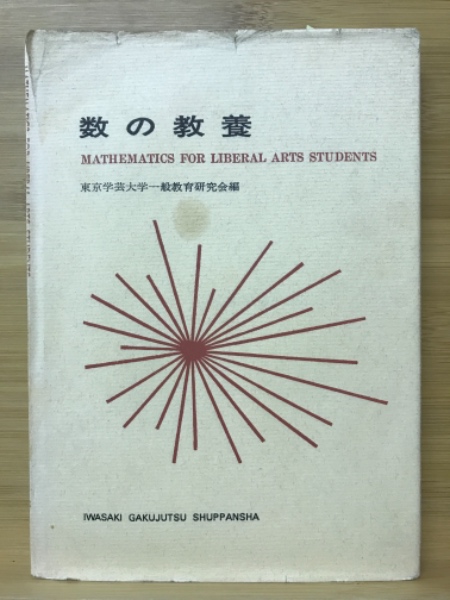 数の教養
MATHEMATICS FOR LIBERAL ARTS STUDENTS
東京学芸大学一般教育研究会編
IWASAKI GAKUJUTSU SHUPPANSHA